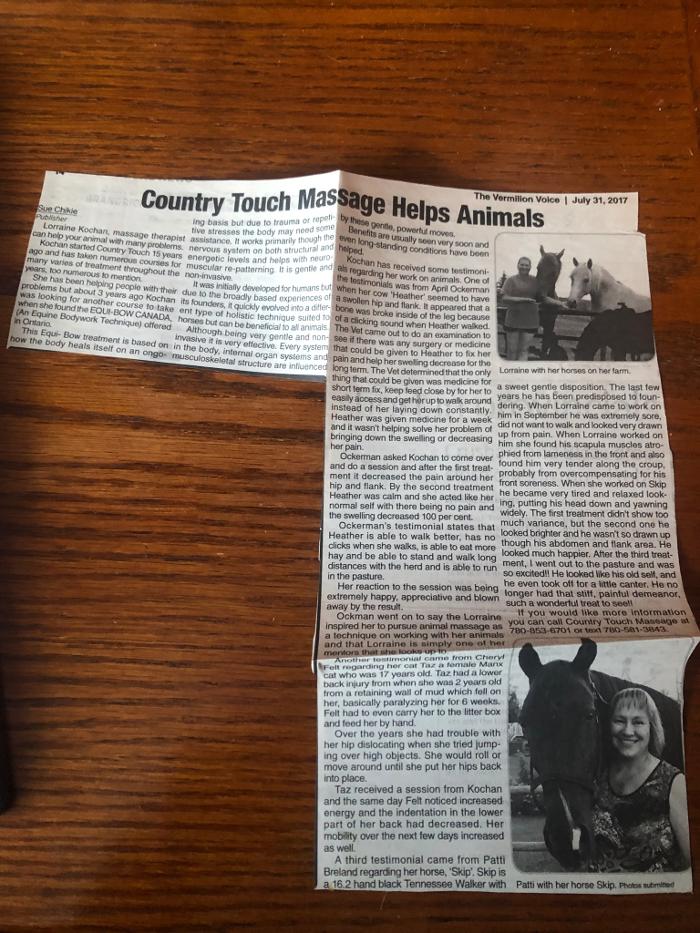 Country Touch Massage Helps Animals
The Vermilion Voice | July 31, 2017
Sue Chikie
Publisher
Lorraine Kochan, massage therapist
can help your animal with many problems.
Kochan started Country Touch 15 years
ago and has taken numerous courses for
many varies of treatment throughout the
years, too numerous to mention.
She has been helping people with their
problems but about 3 years ago Kochan
was looking for another course to take
when she found the EQUI-BOW CANADA,
(An Equine Bodywork Technique) offered
in Ontario.
This Equi- Bow treatment is based on
how the body heals itself on an ongo-
ing basis but due to trauma or repeti-
tive stresses the body may need some
assistance. It works primarily though the
nervous system on both structural and
energetic levels and helps with neuro-
muscular re-patterning. It is gentle and
non-invasive.
It was initially developed for humans but
due to the broadly based experiences of
its founders, it quickly evolved into a differ-
ent type of holistic technique suited to
horses but can be beneficial to all animals.
Although being very gentle and non-
invasive it is very effective. Every system
in the body, internal organ systems and
musculoskeletal structure are influenced
by these gentle, powerful moves.
Benefits are usually seen very soon and
even long-standing conditions have been
helped.
Kochan has received some testimoni-
als regarding her work on animals. One of
the testimonials was from April Ockerman
when her cow 'Heather' seemed to have
a swollen hip and flank. It appeared that a
bone was broke inside of the leg because
of a clicking sound when Heather walked.
The Vet came out to do an examination to
see if there was any surgery or medicine
that could be given to Heather to fix her
pain and help her swelling decrease for the
long term. The Vet determined that the only
thing that could be given was medicine for
short term fix, keep feed close by for her to
easily access and get her up to walk around
instead of her laying down constantly.
Heather was given medicine for a week
and it wasn't helping solve her problem of
bringing down the swelling or decreasing
her pain.
Ockerman asked Kochan to come over
and do a session and after the first treat-
ment it decreased the pain around her
hip and flank. By the second treatment
Heather was calm and she acted like her
normal self with there being no pain and
the swelling decreased 100 per cent.
Ockerman's testimonial states that
Heather is able to walk better, has no
clicks when she walks, is able to eat more
hay and be able to stand and walk long
distances with the herd and is able to run
in the pasture.
Her reaction to the session was being
extremely happy, appreciative and blown
away by the result.
Ockman went on to say the Lorraine
inspired her to pursue animal massage as
a technique on working with her animals
and that Lorraine is simply one of her
mentors that she looks up to.
Another testimonial came from Cheryl
Felt regarding her cat Taz a female Manx
cat who was 17 years old. Taz had a lower
back injury from when she was 2 years old
from a retaining wall of mud which fell on
her, basically paralyzing her for 6 weeks.
Felt had to even carry her to the litter box
and feed her by hand.
Over the years she had trouble with
her hip dislocating when she tried jump-
ing over high objects. She would roll or
move around until she put her hips back
into place.
Taz received a session from Kochan
and the same day Felt noticed increased
energy and the indentation in the lower
part of her back had decreased. Her
mobility over the next few days increased
as well.
A third testimonial came from Patti
Breland regarding her horse, 'Skip'. Skip is
a 16.2 hand black Tennessee Walker with
Lorraine with her horses on her farm.
a sweet gentle disposition. The last few
years he has been predisposed to foun-
dering. When Lorraine came to work on
him in September he was extremely sore,
did not want to walk and looked very drawn
up from pain. When Lorraine worked on
him she found his scapula muscles atro-
phied from lameness in the front and also
found him very tender along the croup,
probably from overcompensating for his
front soreness. When she worked on Skip
he became very tired and relaxed look-
ing, putting his head down and yawning
widely. The first treatment didn't show too
much variance, but the second one he
looked brighter and he wasn't so drawn up
though his abdomen and flank area. He
looked much happier. After the third treat-
ment, I went out to the pasture and was
so excited!! He looked like his old self, and
he even took off for a little canter. He no
longer had that stiff, painful demeanor,
such a wonderful treat to see!!
If you would like more information
you can call Country Touch Massage at
780-853-6701 or text 780-581-3843.
Patti with her horse Skip. Photos submitted